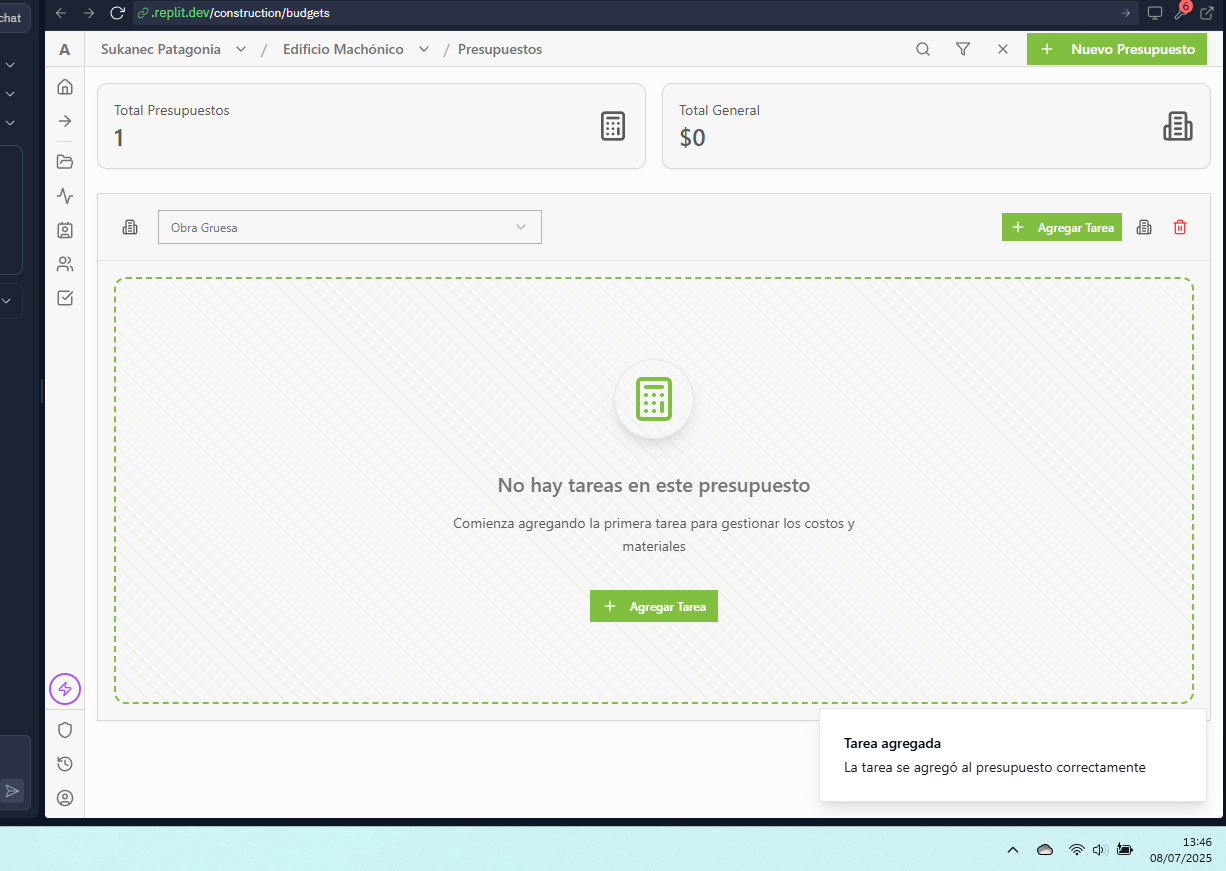 chat
.replit.dev/construction/budgets
6
A
Sukanec Patagonia / Edificio Machónico / Presupuestos
Nuevo Presupuesto
Total Presupuestos
1
Total General
$0
Obra Gruesa
Agregar Tarea
No hay tareas en este presupuesto
Comienza agregando la primera tarea para gestionar los costos y
materiales
Agregar Tarea
Tarea agregada
La tarea se agregó al presupuesto correctamente
13:46
08/07/2025